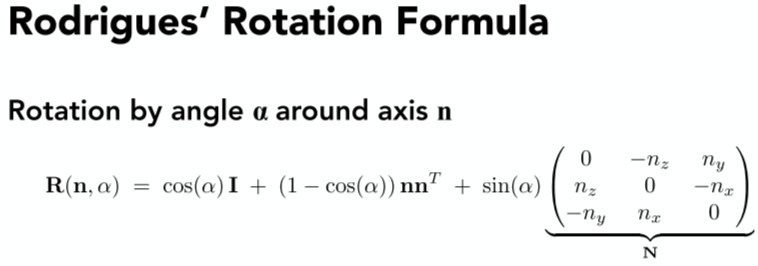 Rodrigues’ Rotation Formula
Rotation by angle α around axis n
R(n, α) = cos(α) I + (1 − cos(α)) nnᵀ + sin(α) ( 0 −n_z n_y
n_z 0 −n_x
−n_y n_x 0 )
N